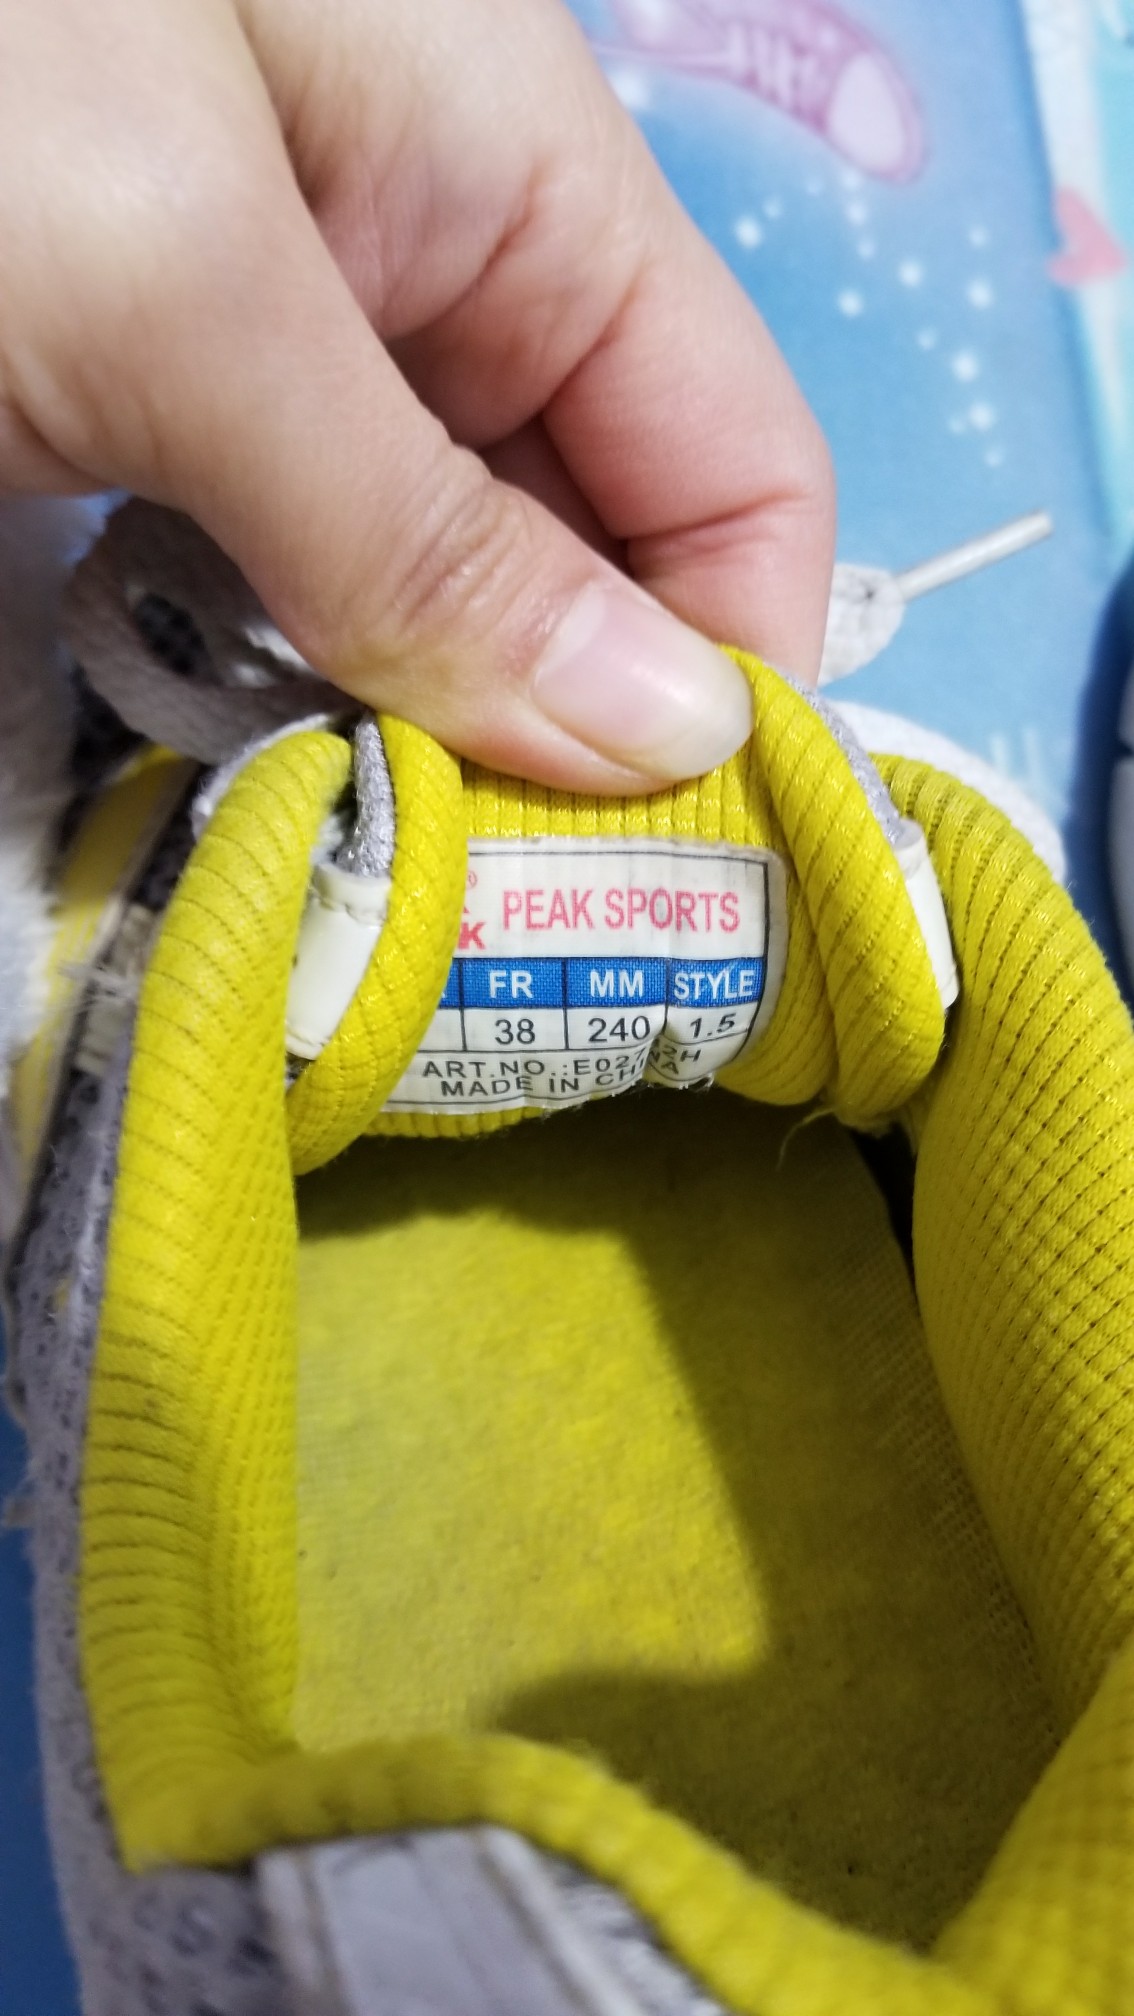 ® PEAK SPORTS
K
FR MM STYLE
38 240 1.5
MADE IN CHINA